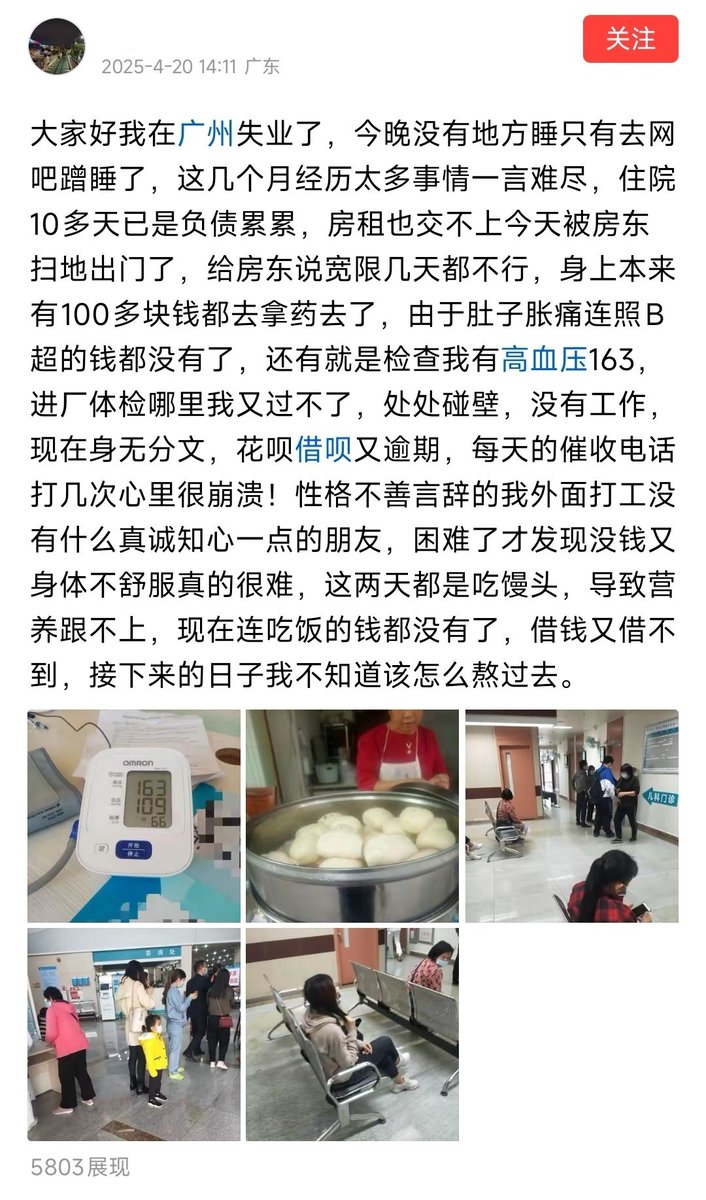 关注
2025-4-20 14:11 广东
大家好我在广州失业了，今晚没有地方睡只有去网
吧蹭睡了，这几个月经历太多事情一言难尽，住院
10多天已是负债累累，房租也交不上今天被房东
扫地出门了，给房东说宽限几天都不行，身上本来
有100多块钱都去拿药去了，由于肚子胀痛连照B
超的钱都没有了，还有就是检查我有高血压163，
进厂体检哪里我又过不了，处处碰壁，没有工作，
现在身无分文，花呗借呗又逾期，每天的催收电话
打几次心里很崩溃！性格不善言辞的我外面打工没
有什么真诚知心一点的朋友，困难了才发现没钱又
身体不舒服真的很难，这两天都是吃馒头，导致营
养跟不上，现在连吃饭的钱都没有了，借钱又借不
到，接下来的日子我不知道该怎么熬过去。
OMRON
163
109
66
开始
停止
儿科门诊
咨询处
5803展现